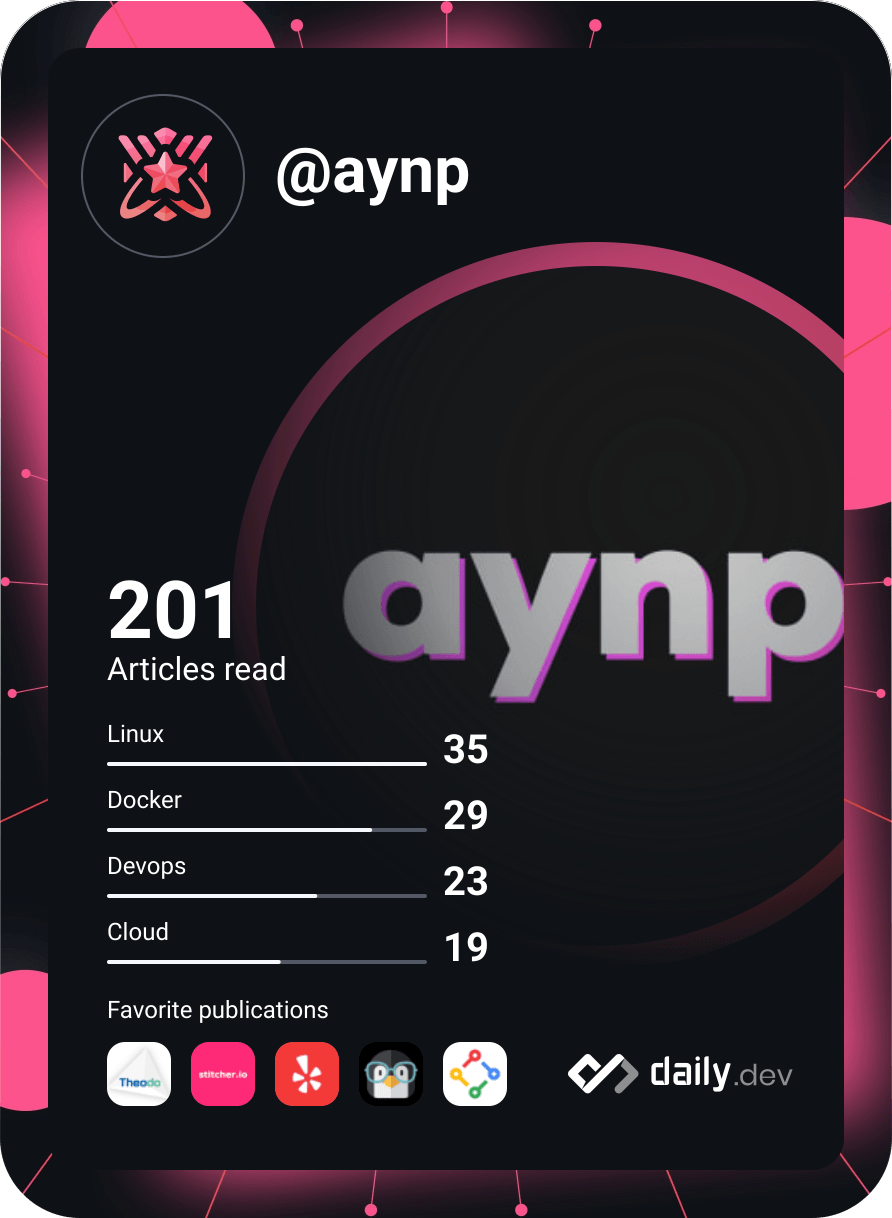 @aynp
aynp
201
Articles read
Linux
35
Docker
29
Devops
23
Cloud
19
Favorite publications
Theodo
stitcher.io
daily.dev